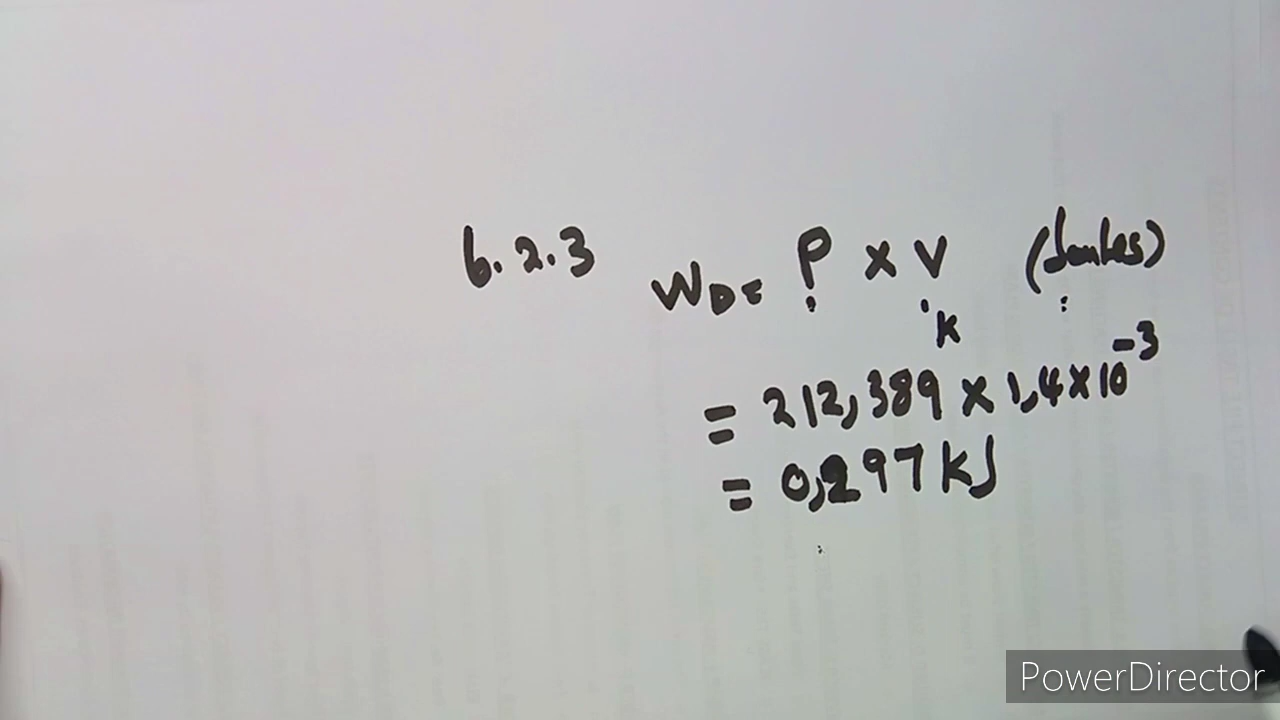 6.2.3 WD = P x V (Joules)
k
= 212,389 x 1,4 x 10⁻³
= 0,297 kJ
PowerDirector